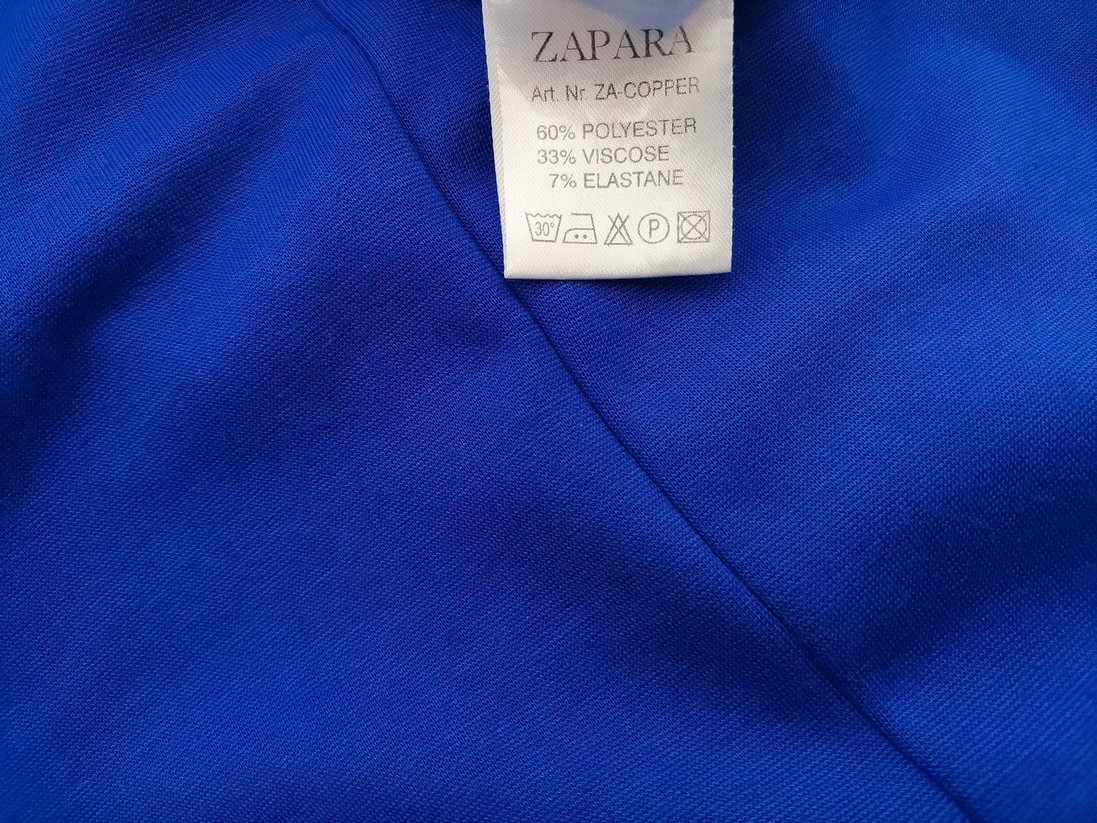 ZAPARA
Art. Nr. ZA-COPPER
60% POLYESTER
33% VISCOSE
7% ELASTANE
30° P